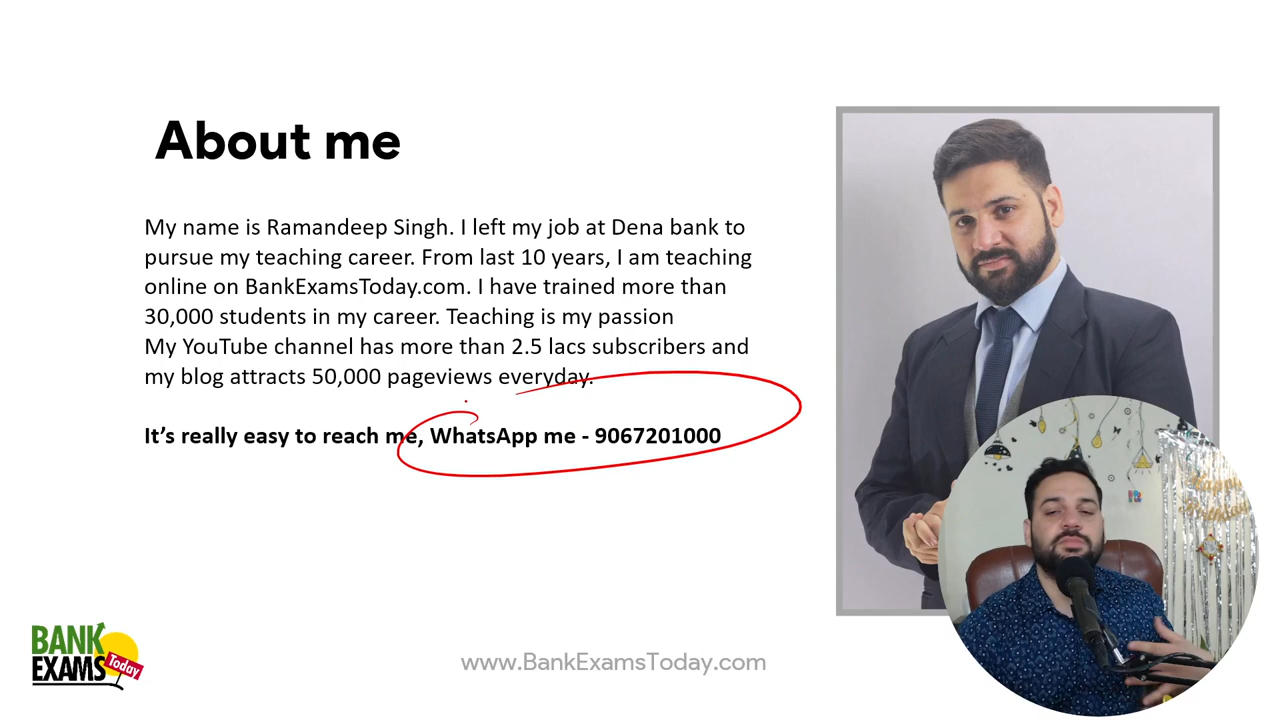 About me
My name is Ramandeep Singh. I left my job at Dena bank to
pursue my teaching career. From last 10 years, I am teaching
online on BankExamsToday.com. I have trained more than
30,000 students in my career. Teaching is my passion
My YouTube channel has more than 2.5 lacs subscribers and
my blog attracts 50,000 pageviews everyday.
It’s really easy to reach me, WhatsApp me - 9067201000
BANK
EXAMS
Today
www.BankExamsToday.com